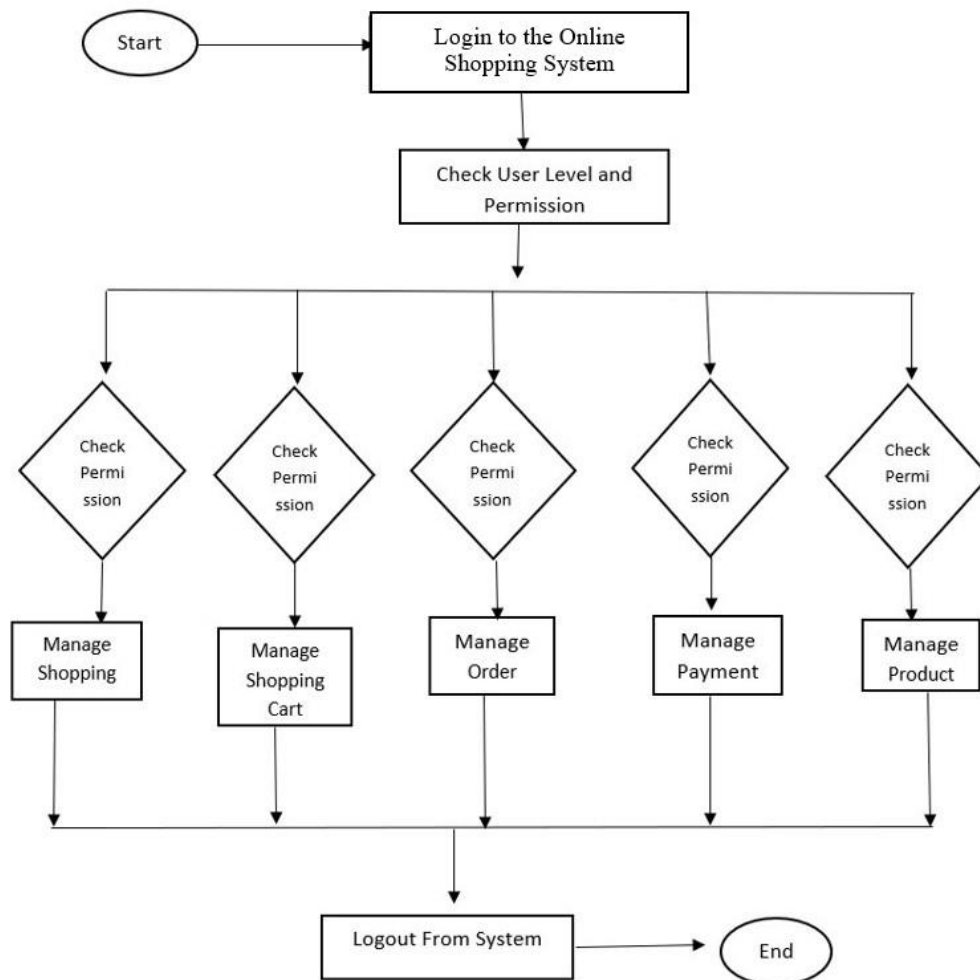 Start
Login to the Online
Shopping System
Check User Level and
Permission
Check
Permi
ssion
Check
Permi
ssion
Check
Permi
ssion
Check
Permi
ssion
Check
Permi
ssion
Manage
Shopping
Manage
Shopping
Cart
Manage
Order
Manage
Payment
Manage
Product
Logout From System
End